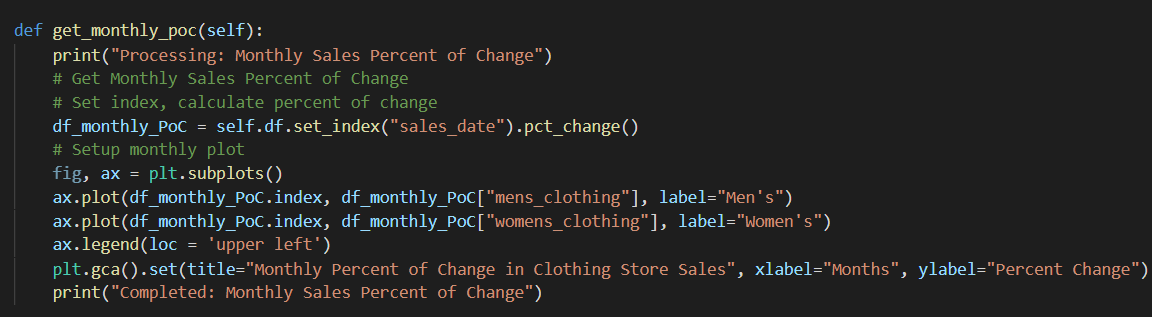 def get_monthly_poc(self):
    print("Processing: Monthly Sales Percent of Change")
    # Get Monthly Sales Percent of Change
    # Set index, calculate percent of change
    df_monthly_PoC = self.df.set_index("sales_date").pct_change()
    # Setup monthly plot
    fig, ax = plt.subplots()
    ax.plot(df_monthly_PoC.index, df_monthly_PoC["mens_clothing"], label="Men's")
    ax.plot(df_monthly_PoC.index, df_monthly_PoC["womens_clothing"], label="Women's")
    ax.legend(loc = 'upper left')
    plt.gca().set(title="Monthly Percent of Change in Clothing Store Sales", xlabel="Months", ylabel="Percent Change")
    print("Completed: Monthly Sales Percent of Change")